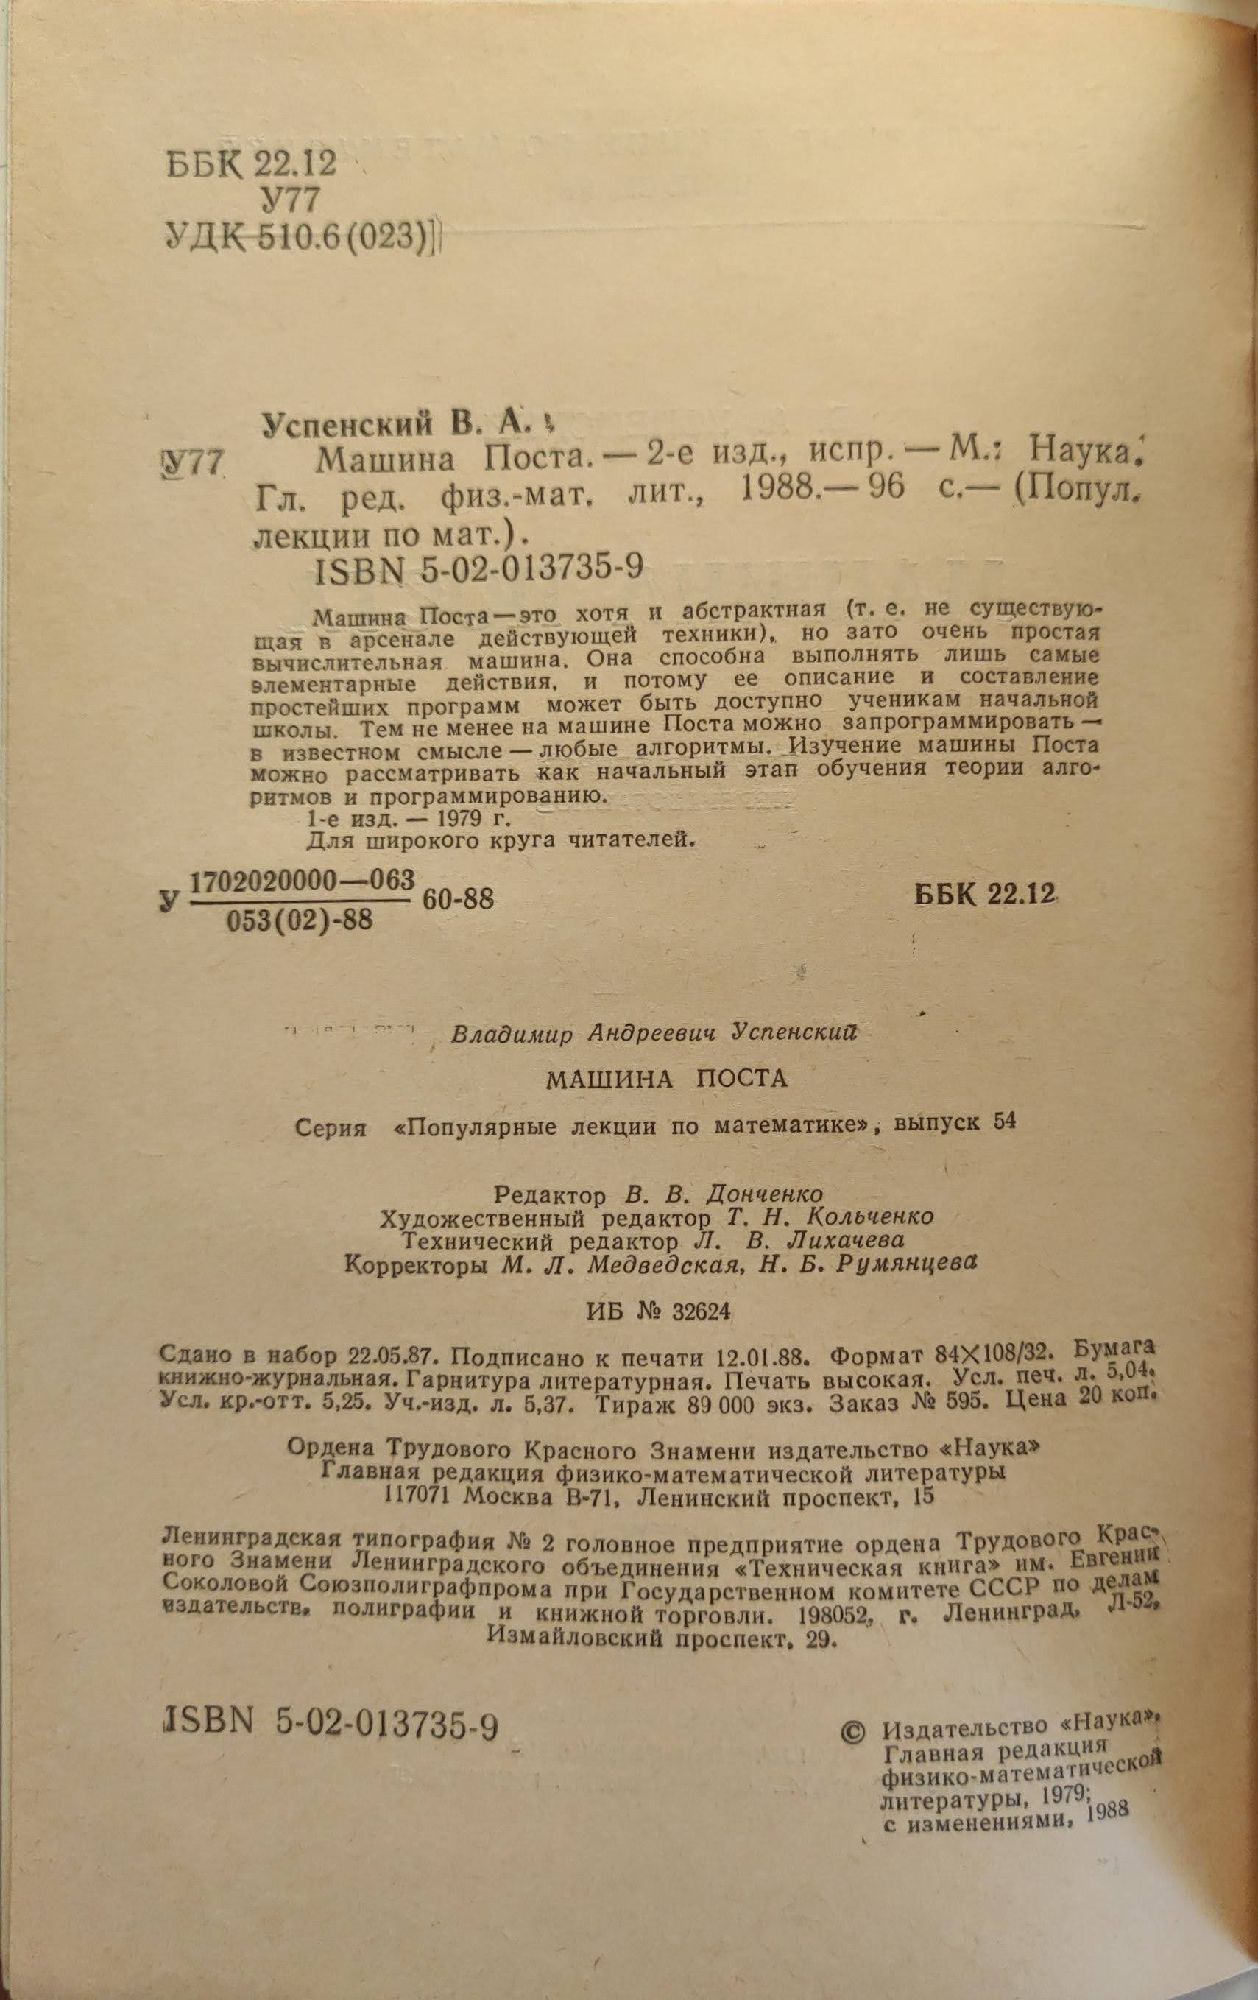 ББК 22.12
У77
УДК 510.6(023)
Успенский В. А.
У77 Машина Поста. — 2-е изд., испр. — М.: Наука.
Гл. ред. физ.-мат. лит., 1988.— 96 с.— (Попул.
лекции по мат.).
ISBN 5-02-013735-9
Машина Поста — это хотя и абстрактная (т. е. не существую-
щая в арсенале действующей техники), но зато очень простая
вычислительная машина. Она способна выполнять лишь самые
элементарные действия, и потому ее описание и составление
простейших программ может быть доступно ученикам начальной
школы. Тем не менее на машине Поста можно запрограммировать —
в известном смысле — любые алгоритмы. Изучение машины Поста
можно рассматривать как начальный этап обучения теории алго-
ритмов и программированию.
1-е изд. — 1979 г.
Для широкого круга читателей.
У 1702020000—063
053(02)-88 60-88 ББК 22.12
Владимир Андреевич Успенский
МАШИНА ПОСТА
Серия «Популярные лекции по математике», выпуск 54
Редактор В. В. Донченко
Художественный редактор Т. Н. Кольченко
Технический редактор Л. В. Лихачева
Корректоры М. Л. Медведская, Н. Б. Румянцева
ИБ № 32624
Сдано в набор 22.05.87. Подписано к печати 12.01.88. Формат 84×108/32. Бумага
книжно-журнальная. Гарнитура литературная. Печать высокая. Усл. печ. л. 5,04.
Усл. кр.-отт. 5,25. Уч.-изд. л. 5,37. Тираж 89 000 экз. Заказ № 595. Цена 20 коп.
Ордена Трудового Красного Знамени издательство «Наука»
Главная редакция физико-математической литературы
117071 Москва В-71, Ленинский проспект, 15
Ленинградская типография № 2 головное предприятие ордена Трудового Крас-
ного Знамени Ленинградского объединения «Техническая книга» им. Евгении
Соколовой Союзполиграфпрома при Государственном комитете СССР по делам
издательств, полиграфии и книжной торговли. 198052, г. Ленинград, Л-52,
Измайловский проспект, 29.
ISBN 5-02-013735-9
© Издательство «Наука».
Главная редакция
физико-математической
литературы, 1979;
с изменениями, 1988